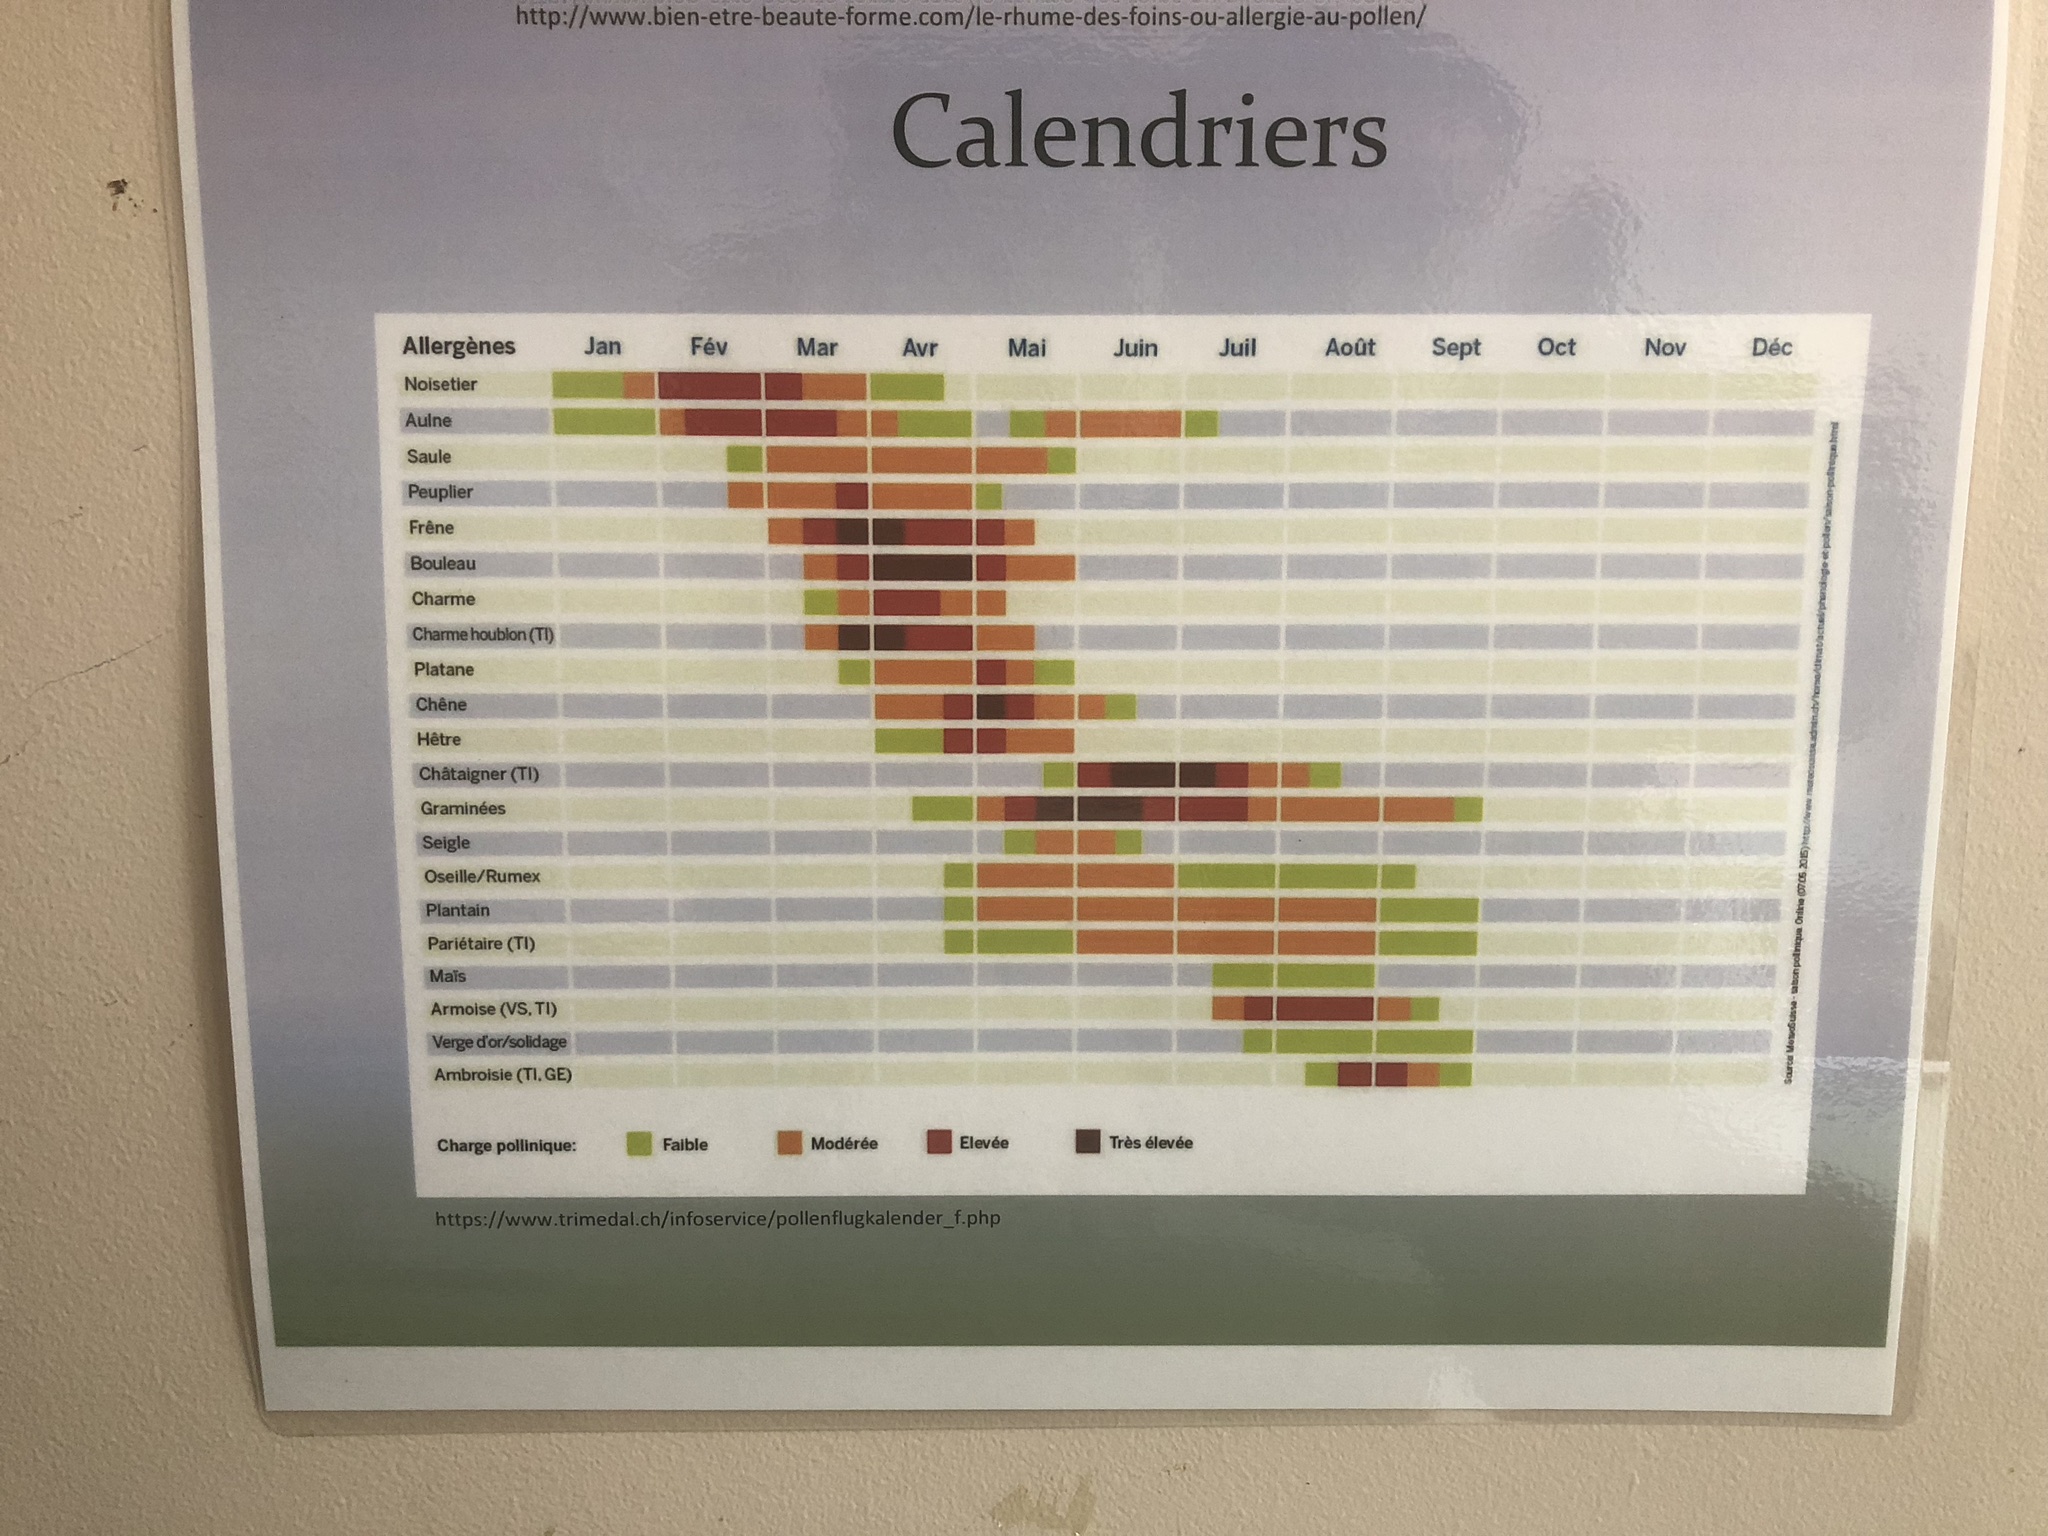 http://www.bien-etre-beaute-forme.com/le-rhume-des-foins-ou-allergie-au-pollen/
Calendriers
Allergènes Jan Fév Mar Avr Mai Juin Juil Août Sept Oct Nov Déc
Noisetier
Aulne
Saule
Peuplier
Frêne
Bouleau
Charme
Charme houblon (TI)
Platane
Chêne
Hêtre
Châtaigner (TI)
Graminées
Seigle
Oseille/Rumex
Plantain
Pariétaire (TI)
Maïs
Armoise (VS, TI)
Verge d'or/solidage
Ambroisie (TI, GE)
Charge pollinique: Faible Modérée Elevée Très élevée
Source MeteoSuisse - saison pollinique. Online (07.05.2015)
https://www.trimedal.ch/infoservice/pollenflugkalender_f.php